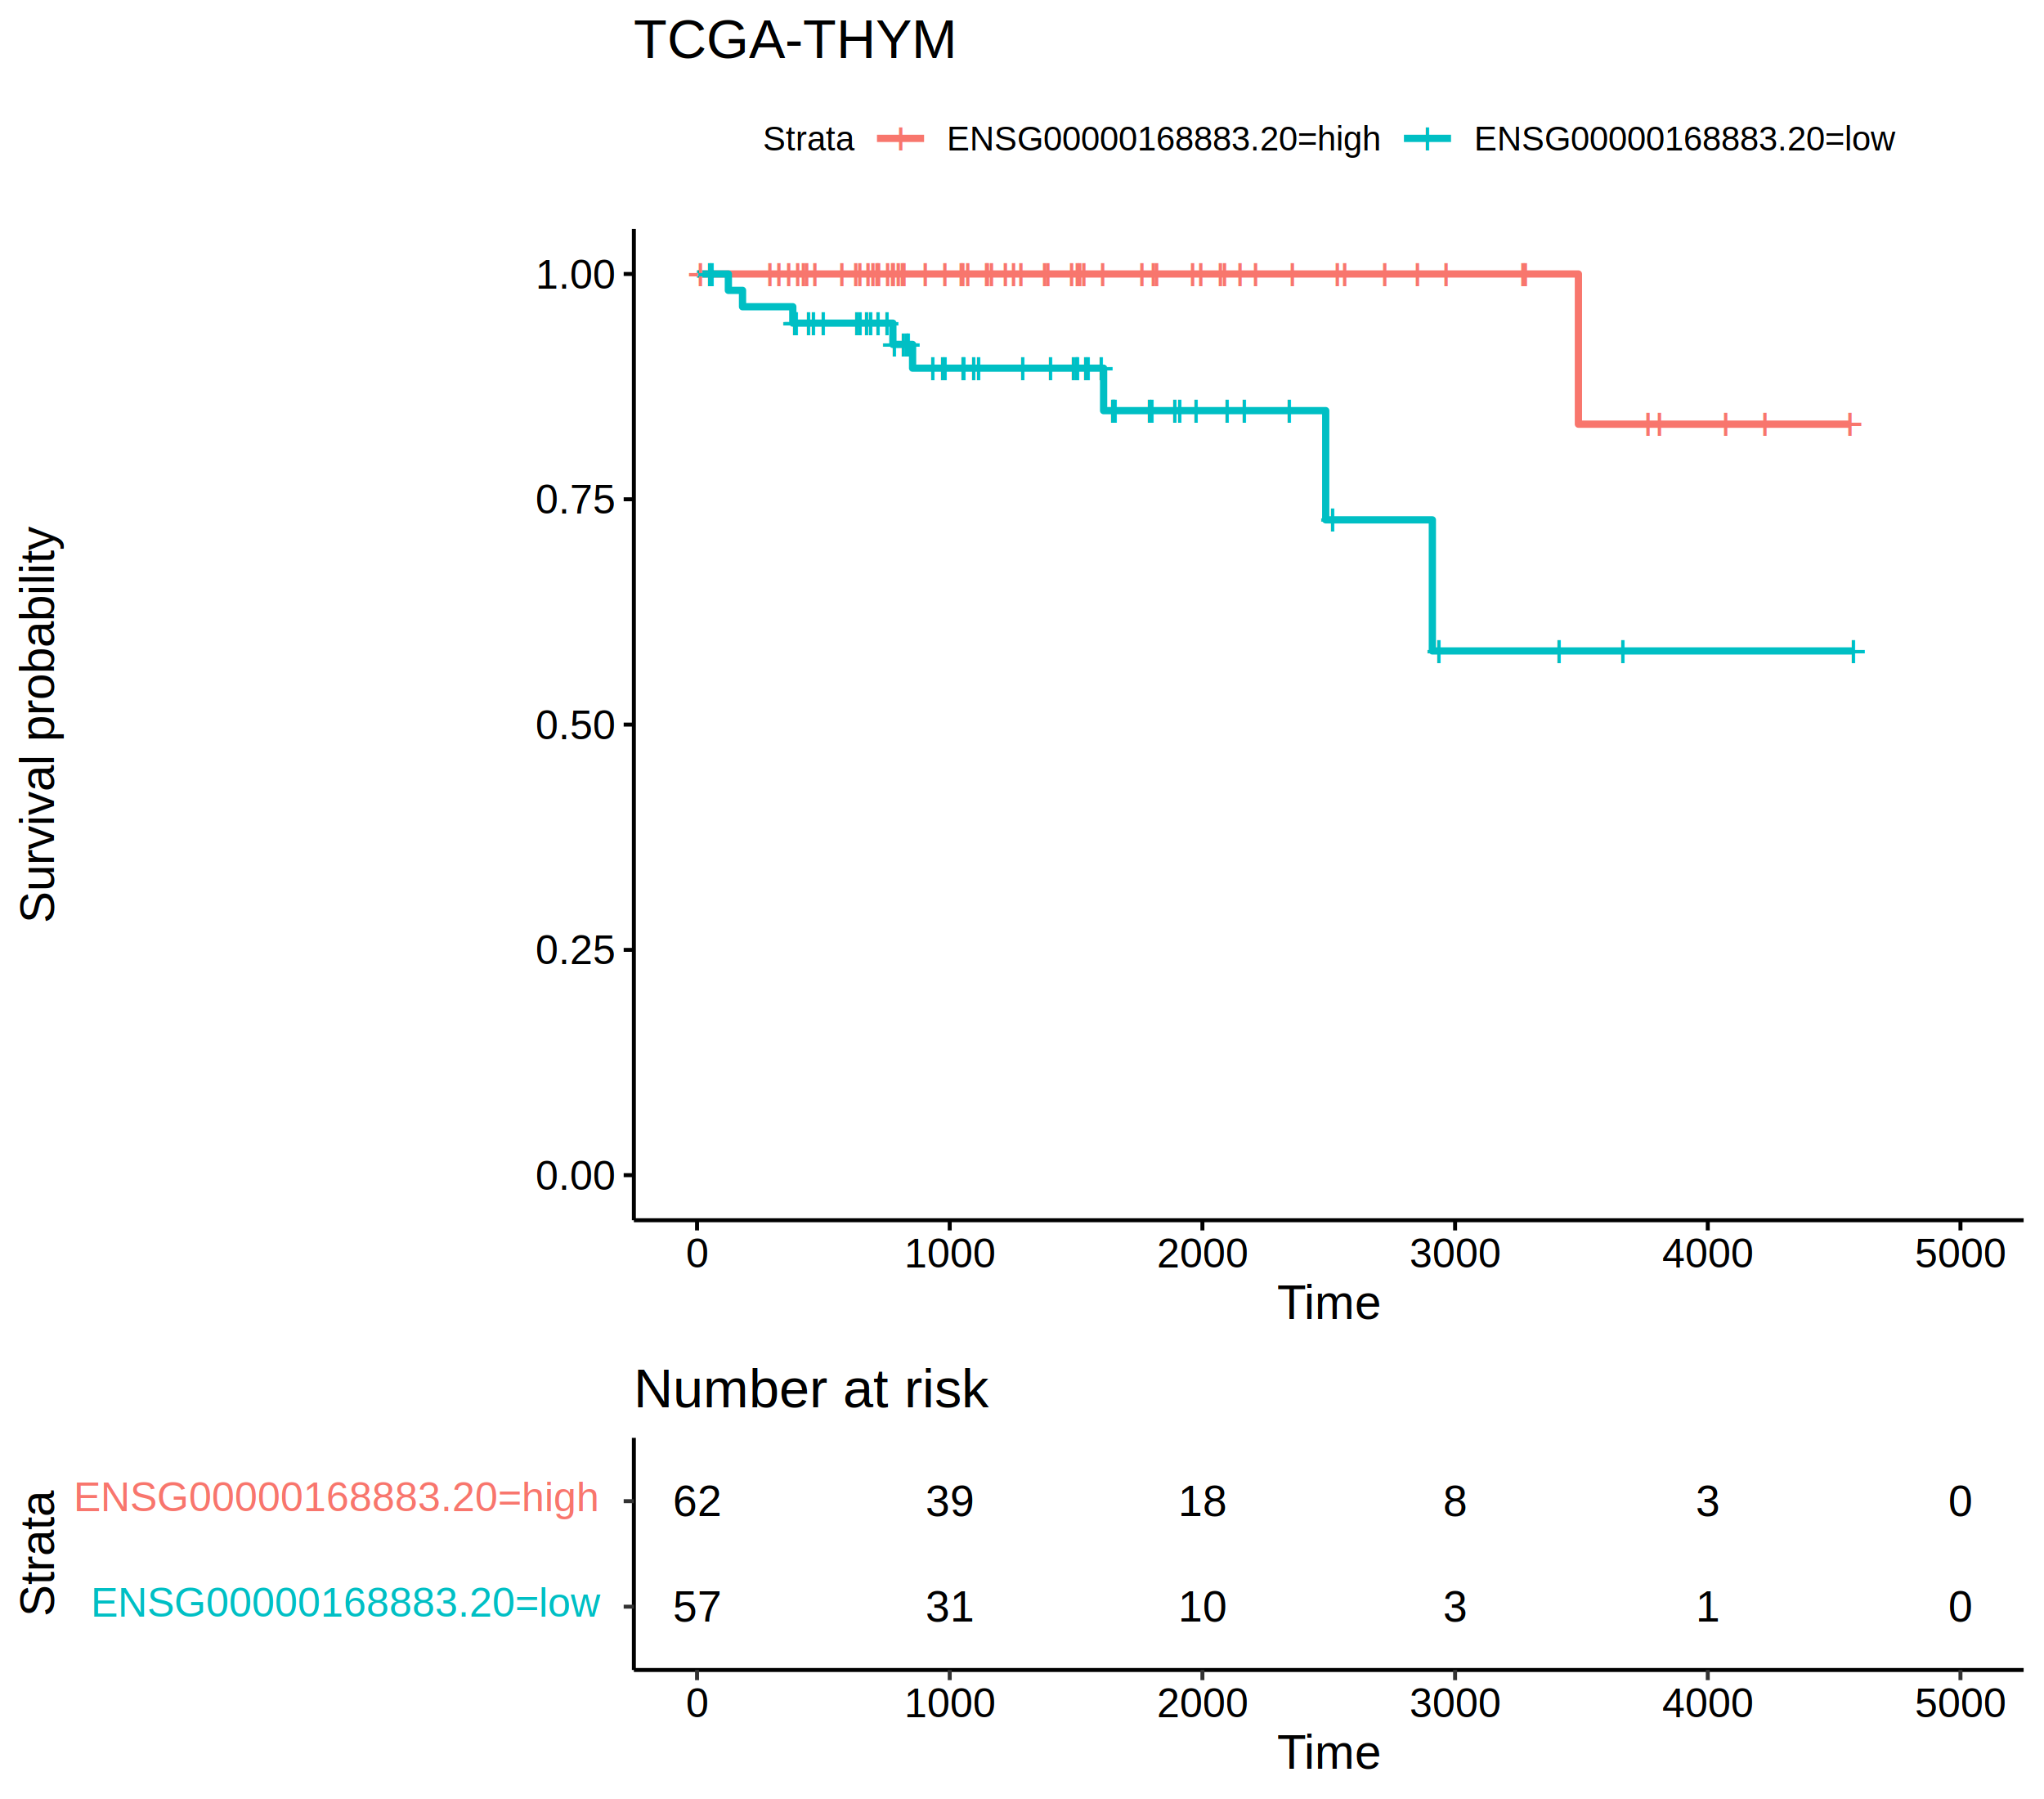 TCGA-THYM
Strata ENSG00000168883.20=high ENSG00000168883.20=low
Survival probability
1.00
0.75
0.50
0.25
0.00
0 1000 2000 3000 4000 5000
Time
Number at risk
Strata
ENSG00000168883.20=high 62 39 18 8 3 0
ENSG00000168883.20=low 57 31 10 3 1 0
0 1000 2000 3000 4000 5000
Time